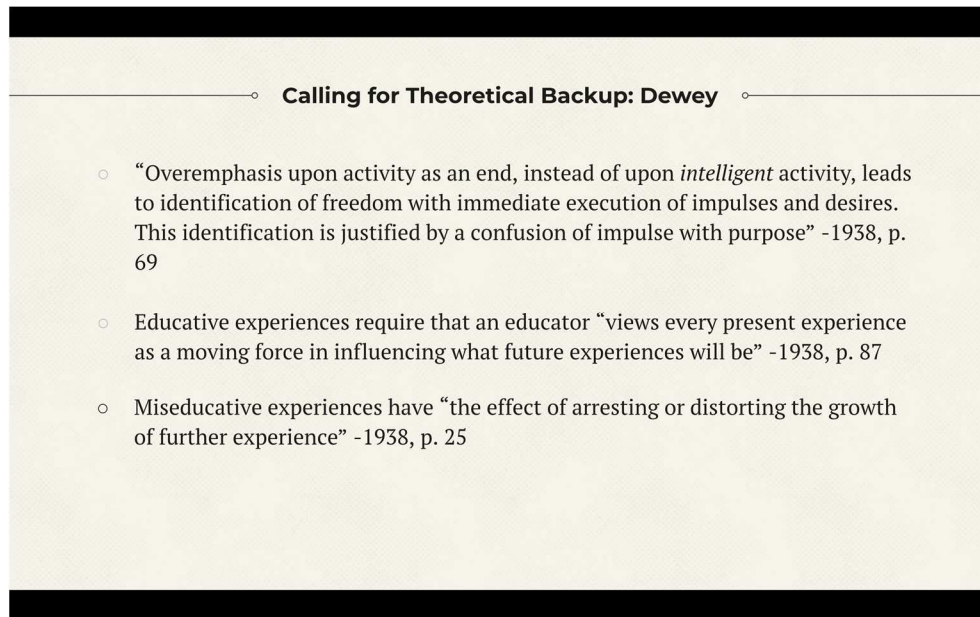 Calling for Theoretical Backup: Dewey
“Overemphasis upon activity as an end, instead of upon intelligent activity, leads
to identification of freedom with immediate execution of impulses and desires.
This identification is justified by a confusion of impulse with purpose” -1938, p.
69
Educative experiences require that an educator “views every present experience
as a moving force in influencing what future experiences will be” -1938, p. 87
Miseducative experiences have “the effect of arresting or distorting the growth
of further experience” -1938, p. 25